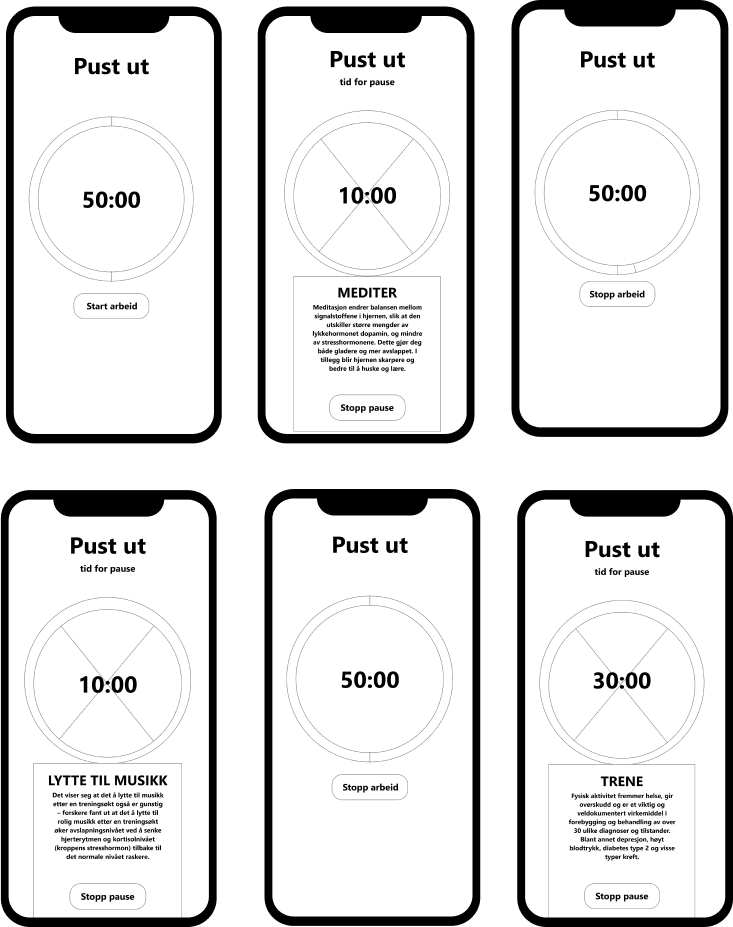 Pust ut
50:00
Start arbeid
Pust ut
tid for pause
10:00
MEDITER
Meditasjon endrer balansen mellom
signalstoffene i hjernen, slik at den
utskiller større mengder av
lykkehormonet dopamin, og mindre
av stresshormonene. Dette gjør deg
både gladere og mer avslappet. I
tillegg blir hjernen skarpere og
bedre til å huske og lære.
Stopp pause
Pust ut
50:00
Stopp arbeid
Pust ut
tid for pause
10:00
LYTTE TIL MUSIKK
Det viser seg at det å lytte til musikk
etter en treningsøkt også er gunstig
– forskere fant ut at det å lytte til
rolig musikk etter en treningsøkt
øker avslapningsnivået ved å senke
hjerterytmen og kortisolnivået
(kroppens stresshormon) tilbake til
det normale nivået raskere.
Stopp pause
Pust ut
50:00
Stopp arbeid
Pust ut
tid for pause
30:00
TRENE
Fysisk aktivitet fremmer helse, gir
overskudd og er et viktig og
veldokumentert virkemiddel i
forebygging og behandling av over
30 ulike diagnoser og tilstander.
Blant annet depresjon, høyt
blodtrykk, diabetes type 2 og visse
typer kreft.
Stopp pause